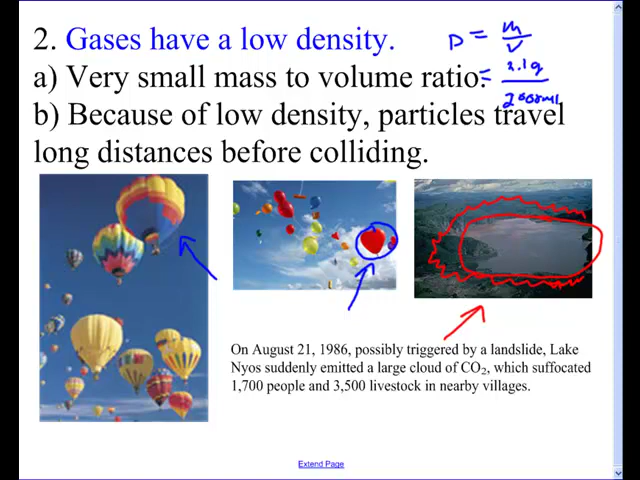 2. Gases have a low density.
D = m/v
a) Very small mass to volume ratio.
=
b) Because of low density, particles travel
long distances before colliding.
On August 21, 1986, possibly triggered by a landslide, Lake
Nyos suddenly emitted a large cloud of CO₂, which suffocated
1,700 people and 3,500 livestock in nearby villages.
Extend Page